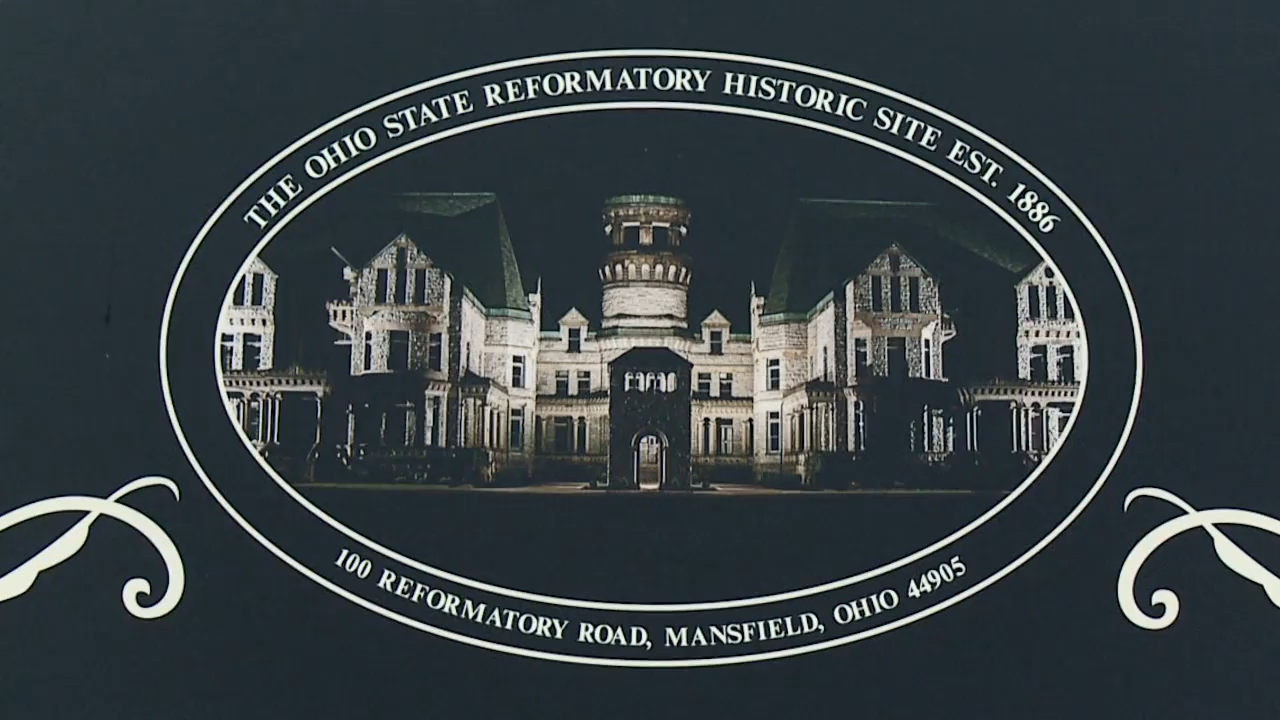 THE OHIO STATE REFORMATORY HISTORIC SITE EST. 1886
100 REFORMATORY ROAD, MANSFIELD, OHIO 44905